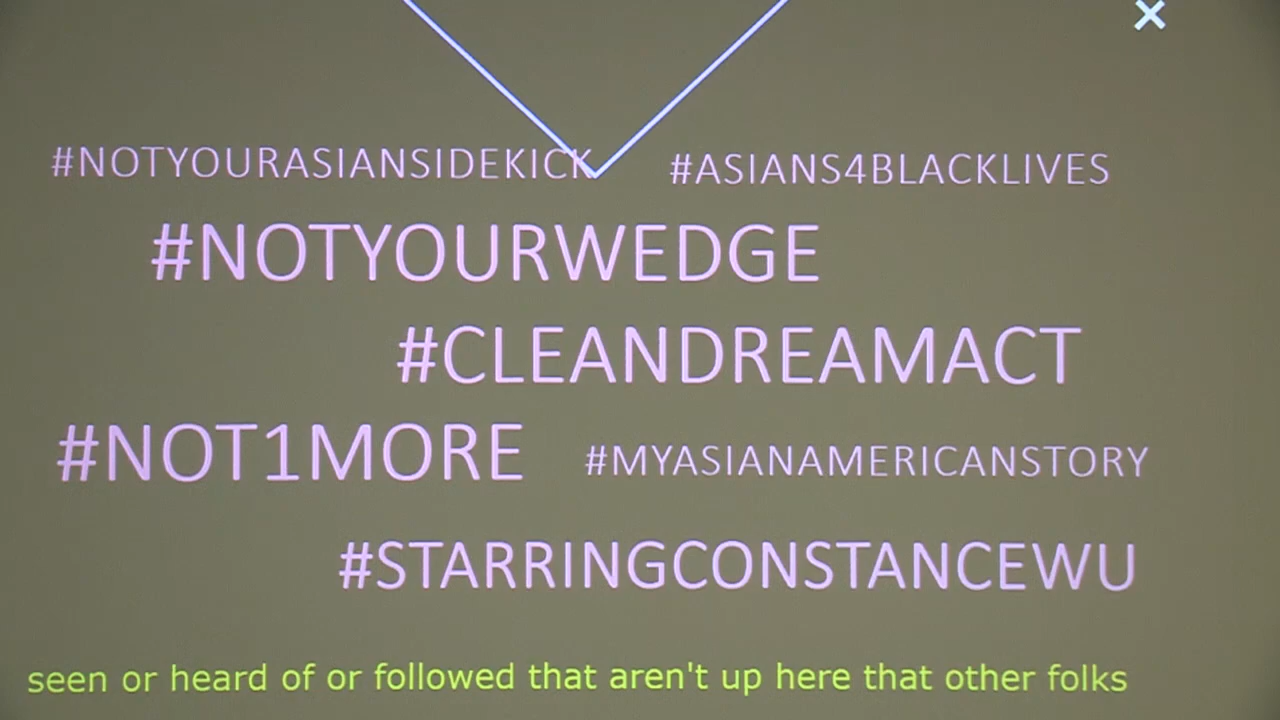 #NOTYOURASIANSIDEKICK #ASIANS4BLACKLIVES
#NOTYOURWEDGE
#CLEANDREAMACT
#NOT1MORE #MYASIANAMERICANSTORY
#STARRINGCONSTANCEWU
seen or heard of or followed that aren't up here that other folks